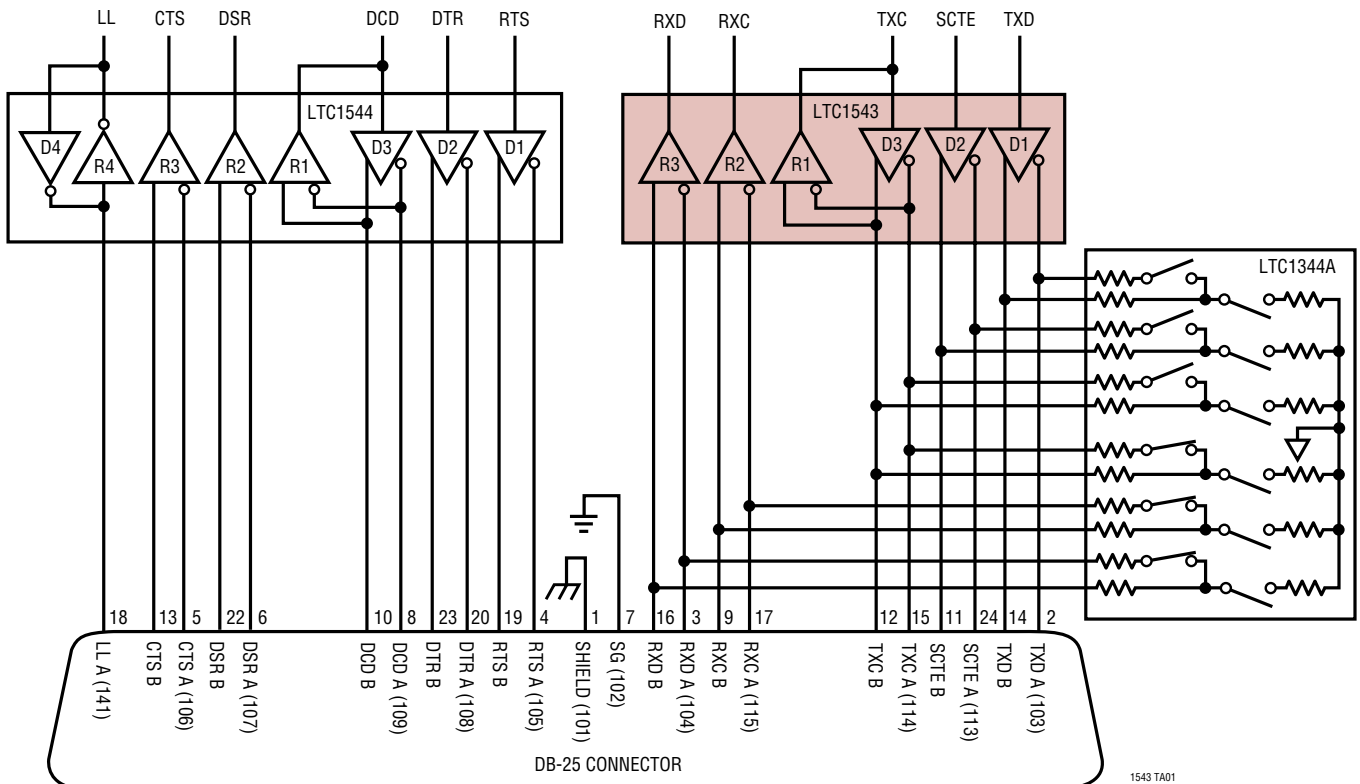 LL CTS DSR DCD DTR RTS RXD RXC TXC SCTE TXD
LTC1544 LTC1543
D4 R4 R3 R2 R1 D3 D2 D1 R3 R2 R1 D3 D2 D1
LTC1344A
18 13 5 22 6 10 8 23 20 19 4 1 7 16 3 9 17 12 15 11 24 14 2
LL A (141)
CTS B
CTS A (106)
DSR B
DSR A (107)
DCD B
DCD A (109)
DTR B
DTR A (108)
RTS B
RTS A (105)
SHIELD (101)
SG (102)
RXD B
RXD A (104)
RXC B
RXC A (115)
TXC B
TXC A (114)
SCTE B
SCTE A (113)
TXD B
TXD A (103)
DB-25 CONNECTOR
1543 TA01